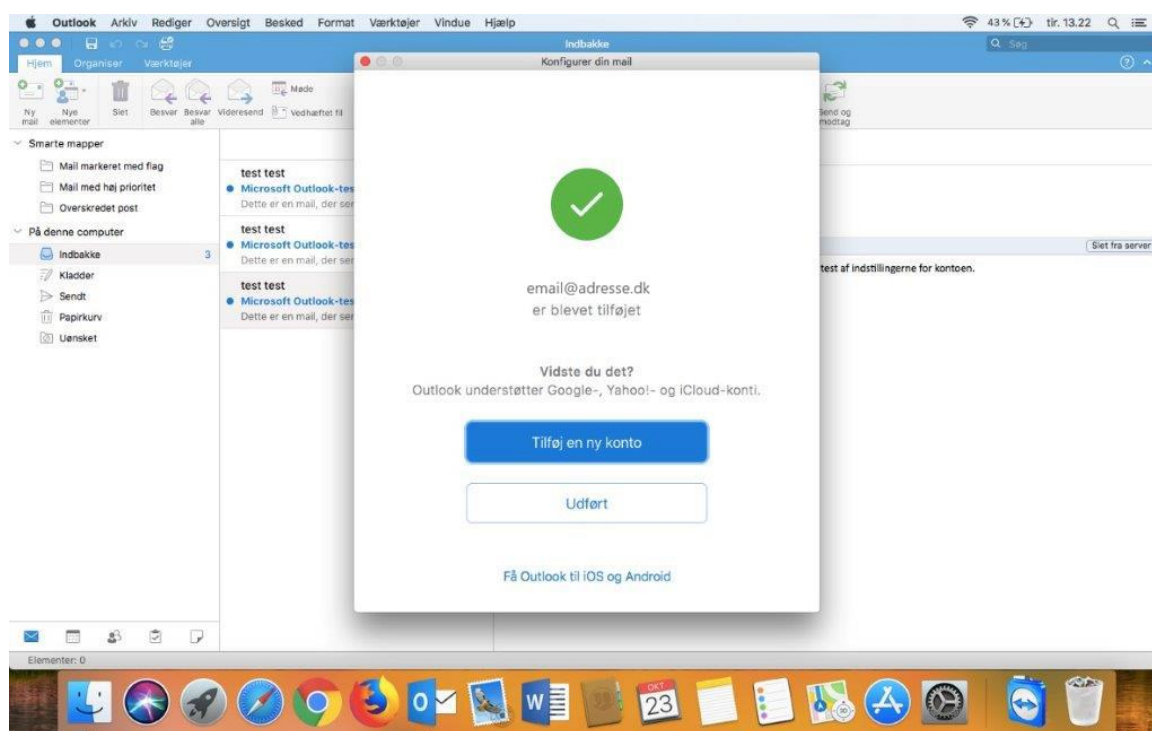 Outlook Arkiv Rediger Oversigt Besked Format Værktøjer Vindue Hjælp 43 % tir. 13.22
Indbakke
Søg
Hjem Organiser Værktøjer
Konfigurer din mail
Ny mail
Nye elementer
Slet
Besvar
Besvar alle
Videresend
Møde
Vedhæftet fil
Send og modtag
Smarte mapper
Mail markeret med flag
Mail med høj prioritet
Overskredet post
På denne computer
Indbakke 3
Kladder
Sendt
Papirkurv
Uønsket
test test
Microsoft Outlook-tes
Dette er en mail, der ser
test test
Microsoft Outlook-tes
Dette er en mail, der ser
test test
Microsoft Outlook-tes
Dette er en mail, der ser
email@adresse.dk
er blevet tilføjet
Vidste du det?
Outlook understøtter Google-, Yahoo!- og iCloud-konti.
Tilføj en ny konto
Udført
Få Outlook til iOS og Android
Slet fra server
test af indstillingerne for kontoen.
Elementer: 0
OKT
23
3D